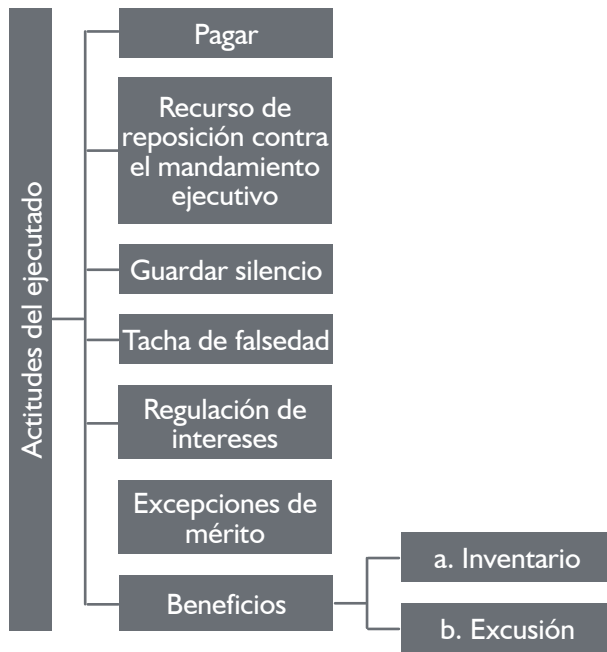 Actitudes del ejecutado
Pagar
Recurso de
reposición contra
el mandamiento
ejecutivo
Guardar silencio
Tacha de falsedad
Regulación de
intereses
Excepciones de
mérito
Beneficios
a. Inventario
b. Excusión